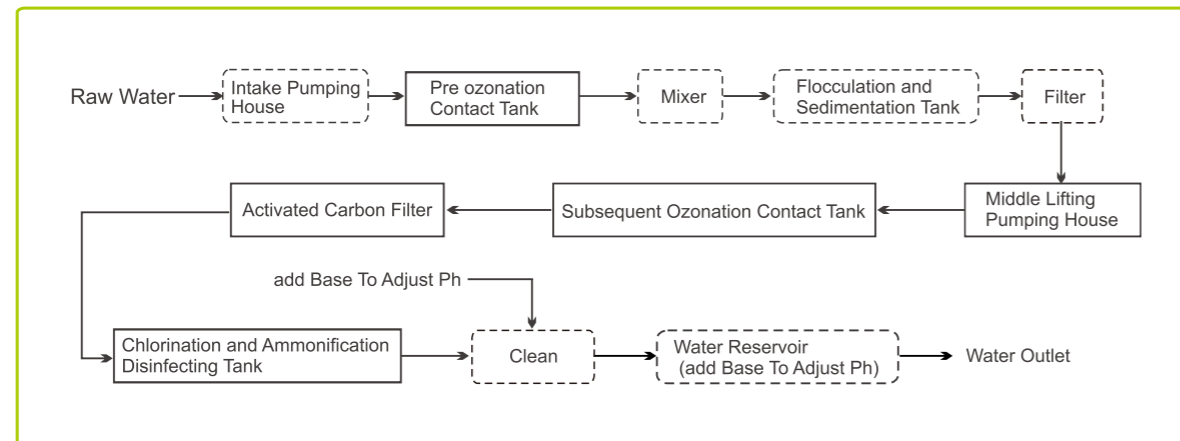 Raw Water
Intake Pumping
House
Pre ozonation
Contact Tank
Mixer
Flocculation and
Sedimentation Tank
Filter
Middle Lifting
Pumping House
Subsequent Ozonation Contact Tank
Activated Carbon Filter
add Base To Adjust Ph
Chlorination and Ammonification
Disinfecting Tank
Clean
Water Reservoir
(add Base To Adjust Ph)
Water Outlet